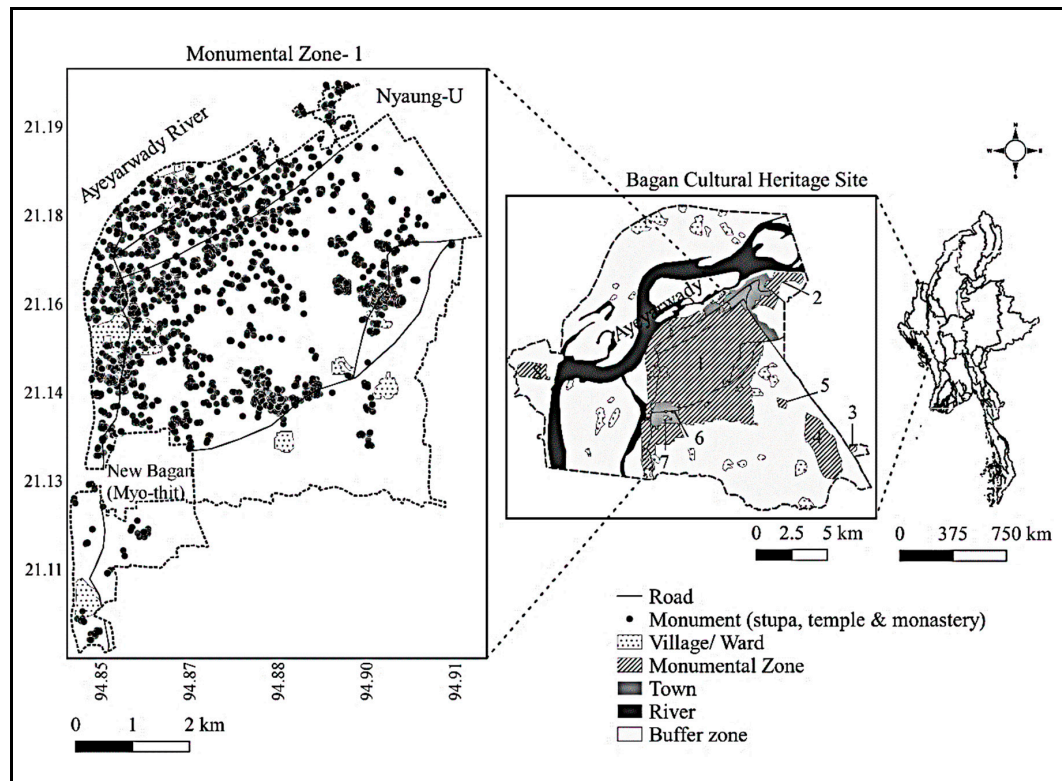 Monumental Zone- 1
Nyaung-U
Ayeyarwady River
21.19
21.18
21.16
21.14
21.13
21.11
New Bagan
(Myo-thit)
94.85
94.87
94.88
94.90
94.91
0 1 2 km
Bagan Cultural Heritage Site
Ayeyarwady
1
2
3
4
5
6
7
8
0 2.5 5 km
N
W E
S
0 375 750 km
Road
Monument (stupa, temple & monastery)
Village/ Ward
Monumental Zone
Town
River
Buffer zone